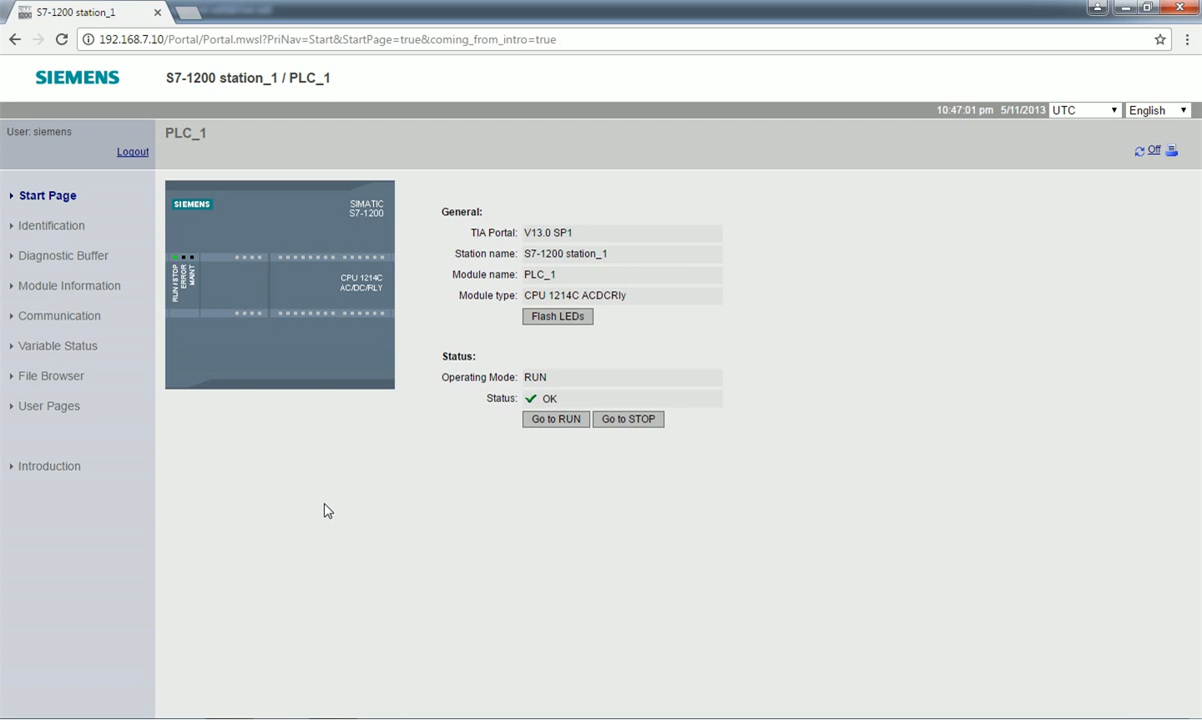 S7-1200 station_1
192.168.7.10/Portal/Portal.mwsl?PriNav=Start&StartPage=true&coming_from_intro=true
SIEMENS
S7-1200 station_1 / PLC_1
10:47:01 pm 5/11/2013 UTC English
User: siemens
Logout
PLC_1
Off
Start Page
Identification
Diagnostic Buffer
Module Information
Communication
Variable Status
File Browser
User Pages
Introduction
SIEMENS
SIMATIC
S7-1200
RUN / STOP
ERROR
MAINT
CPU 1214C
AC/DC/RLY
General:
TIA Portal: V13.0 SP1
Station name: S7-1200 station_1
Module name: PLC_1
Module type: CPU 1214C ACDCRly
Flash LEDs
Status:
Operating Mode: RUN
Status: OK
Go to RUN Go to STOP